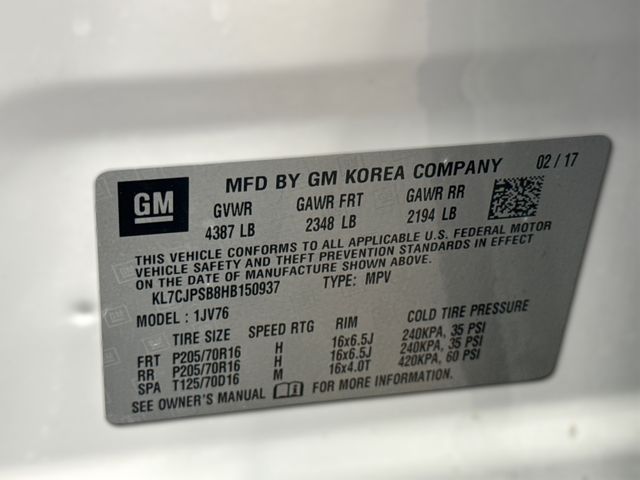 GM
MFD BY GM KOREA COMPANY 02/17
GVWR GAWR FRT GAWR RR
4387 LB 2348 LB 2194 LB
THIS VEHICLE CONFORMS TO ALL APPLICABLE U.S. FEDERAL MOTOR
VEHICLE SAFETY AND THEFT PREVENTION STANDARDS IN EFFECT
ON THE DATE OF MANUFACTURE SHOWN ABOVE.
KL7CJPSB8HB150937 TYPE: MPV
MODEL: 1JV76
TIRE SIZE SPEED RTG RIM COLD TIRE PRESSURE
FRT P205/70R16 H 16x6.5J 240KPA, 35 PSI
RR P205/70R16 H 16x6.5J 240KPA, 35 PSI
SPA T125/70D16 M 16x4.0T 420KPA, 60 PSI
SEE OWNER'S MANUAL FOR MORE INFORMATION.